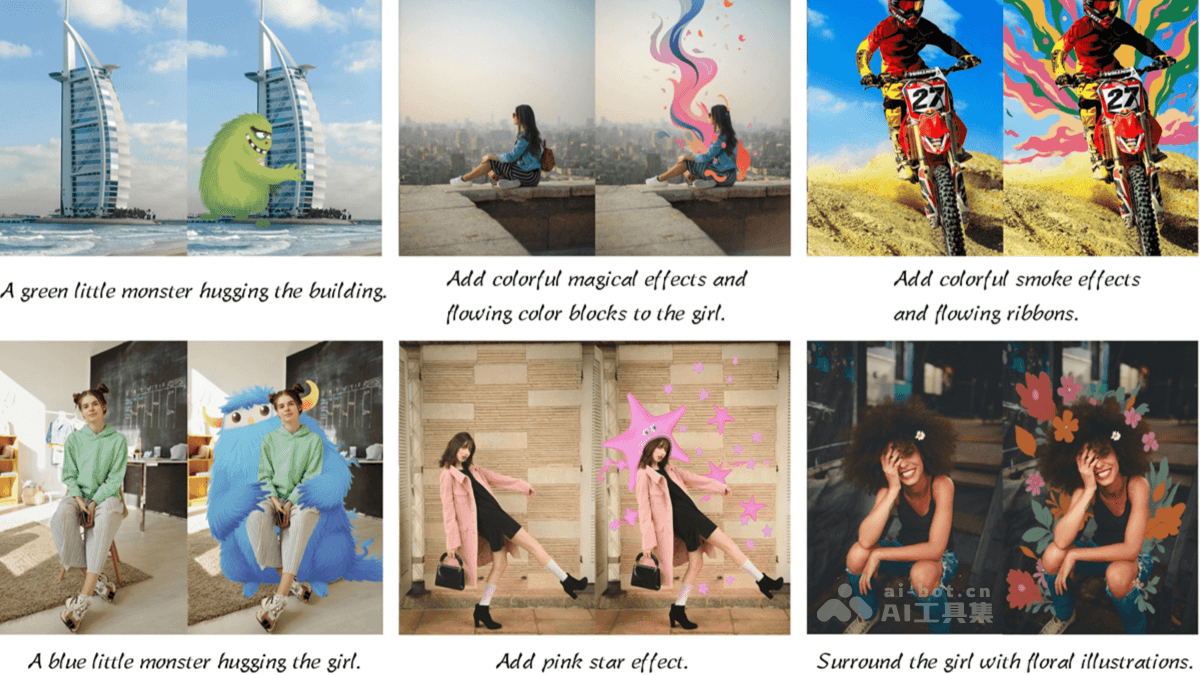 27
27
A green little monster hugging the building.
Add colorful magical effects and
flowing color blocks to the girl.
Add colorful smoke effects
and flowing ribbons.
ai-bot.cn
AI工具集
A blue little monster hugging the girl.
Add pink star effect.
Surround the girl with floral illustrations.